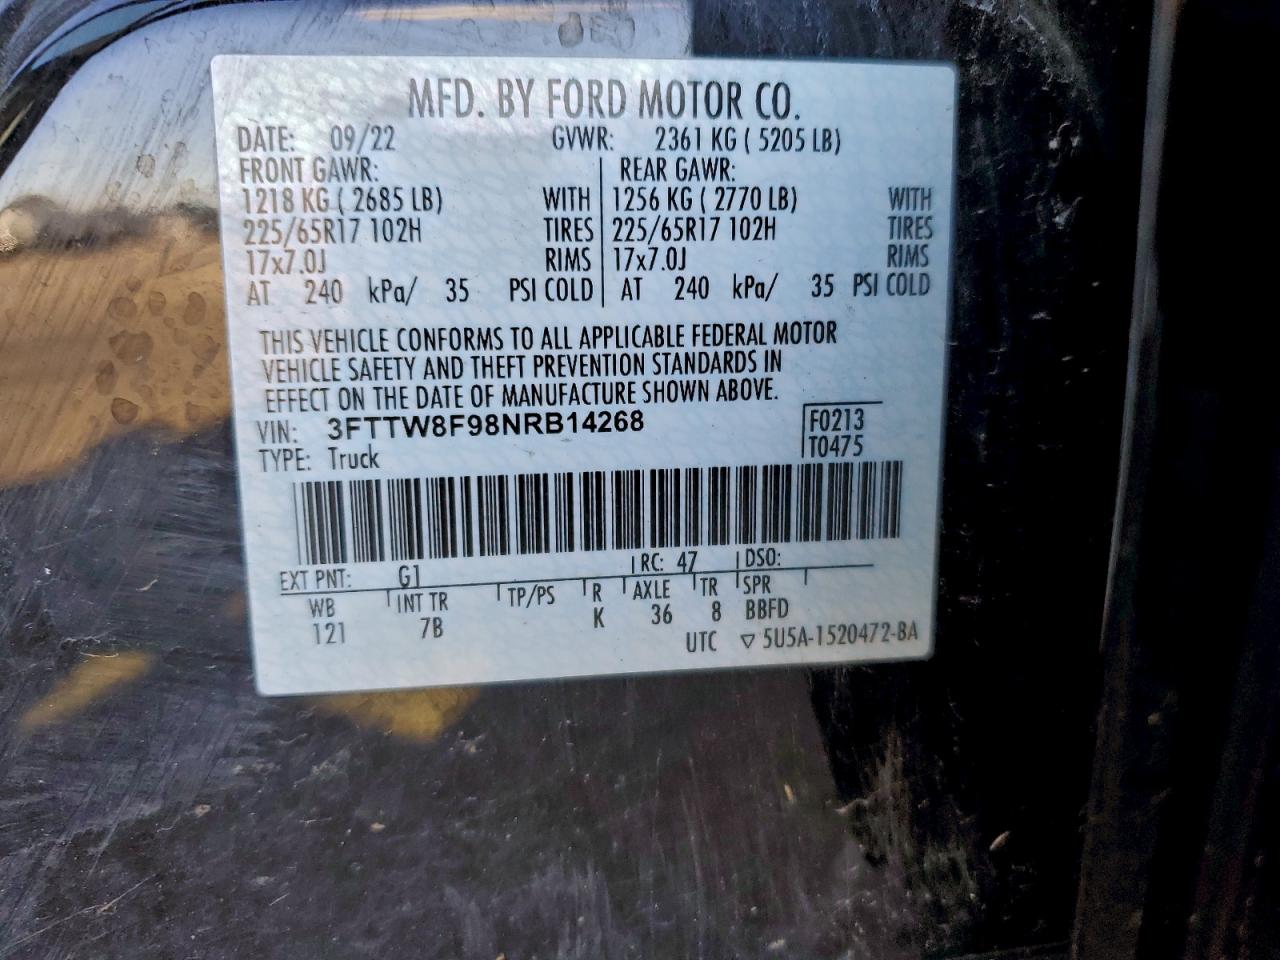 MFD. BY FORD MOTOR CO.
DATE: 09/22 GVWR: 2361 KG ( 5205 LB)
FRONT GAWR: REAR GAWR:
1218 KG ( 2685 LB) WITH 1256 KG ( 2770 LB) WITH
225/65R17 102H TIRES 225/65R17 102H TIRES
17x7.0J RIMS 17x7.0J RIMS
AT 240 kPa/ 35 PSI COLD AT 240 kPa/ 35 PSI COLD
THIS VEHICLE CONFORMS TO ALL APPLICABLE FEDERAL MOTOR
VEHICLE SAFETY AND THEFT PREVENTION STANDARDS IN
EFFECT ON THE DATE OF MANUFACTURE SHOWN ABOVE.
VIN: 3FTTW8F98NRB14268 F0213
TYPE: Truck T0475
EXT PNT: G1 RC: 47 DSO:
WB INT TR TP/PS R AXLE TR SPR
121 7B K 36 8 BBFD
UTC ▽ 5U5A-1520472-BA